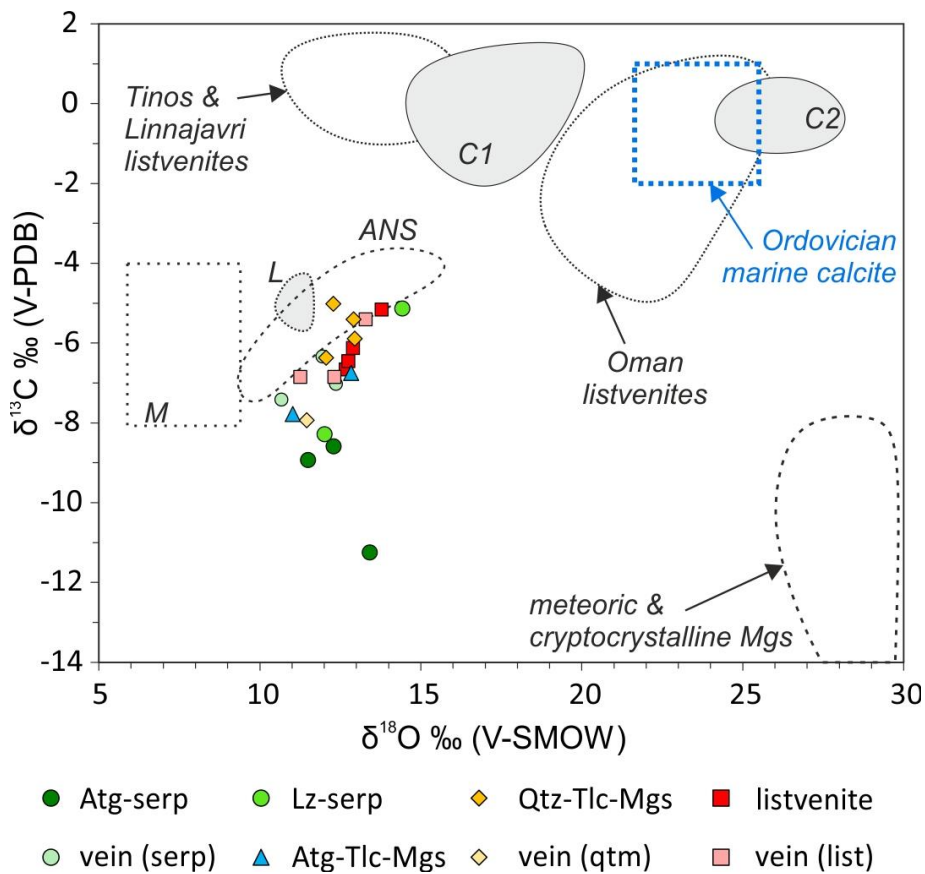 2
0
-2
-4
-6
-8
-10
-12
-14
δ¹³C ‰ (V-PDB)
Tinos &
Linnajavri
listvenites
C1
C2
Ordovician
marine calcite
ANS
L
M
Oman
listvenites
meteoric &
cryptocrystalline Mgs
5 10 15 20 25 30
δ¹⁸O ‰ (V-SMOW)
Atg-serp Lz-serp Qtz-Tlc-Mgs listvenite
vein (serp) Atg-Tlc-Mgs vein (qtm) vein (list)